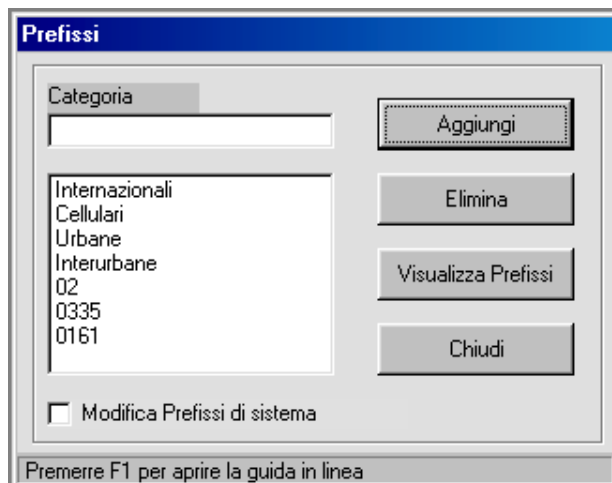 Prefissi
Categoria
Aggiungi
Internazionali
Cellulari
Urbane
Interurbane
02
0335
0161
Elimina
Visualizza Prefissi
Chiudi
Modifica Prefissi di sistema
Premerre F1 per aprire la guida in linea